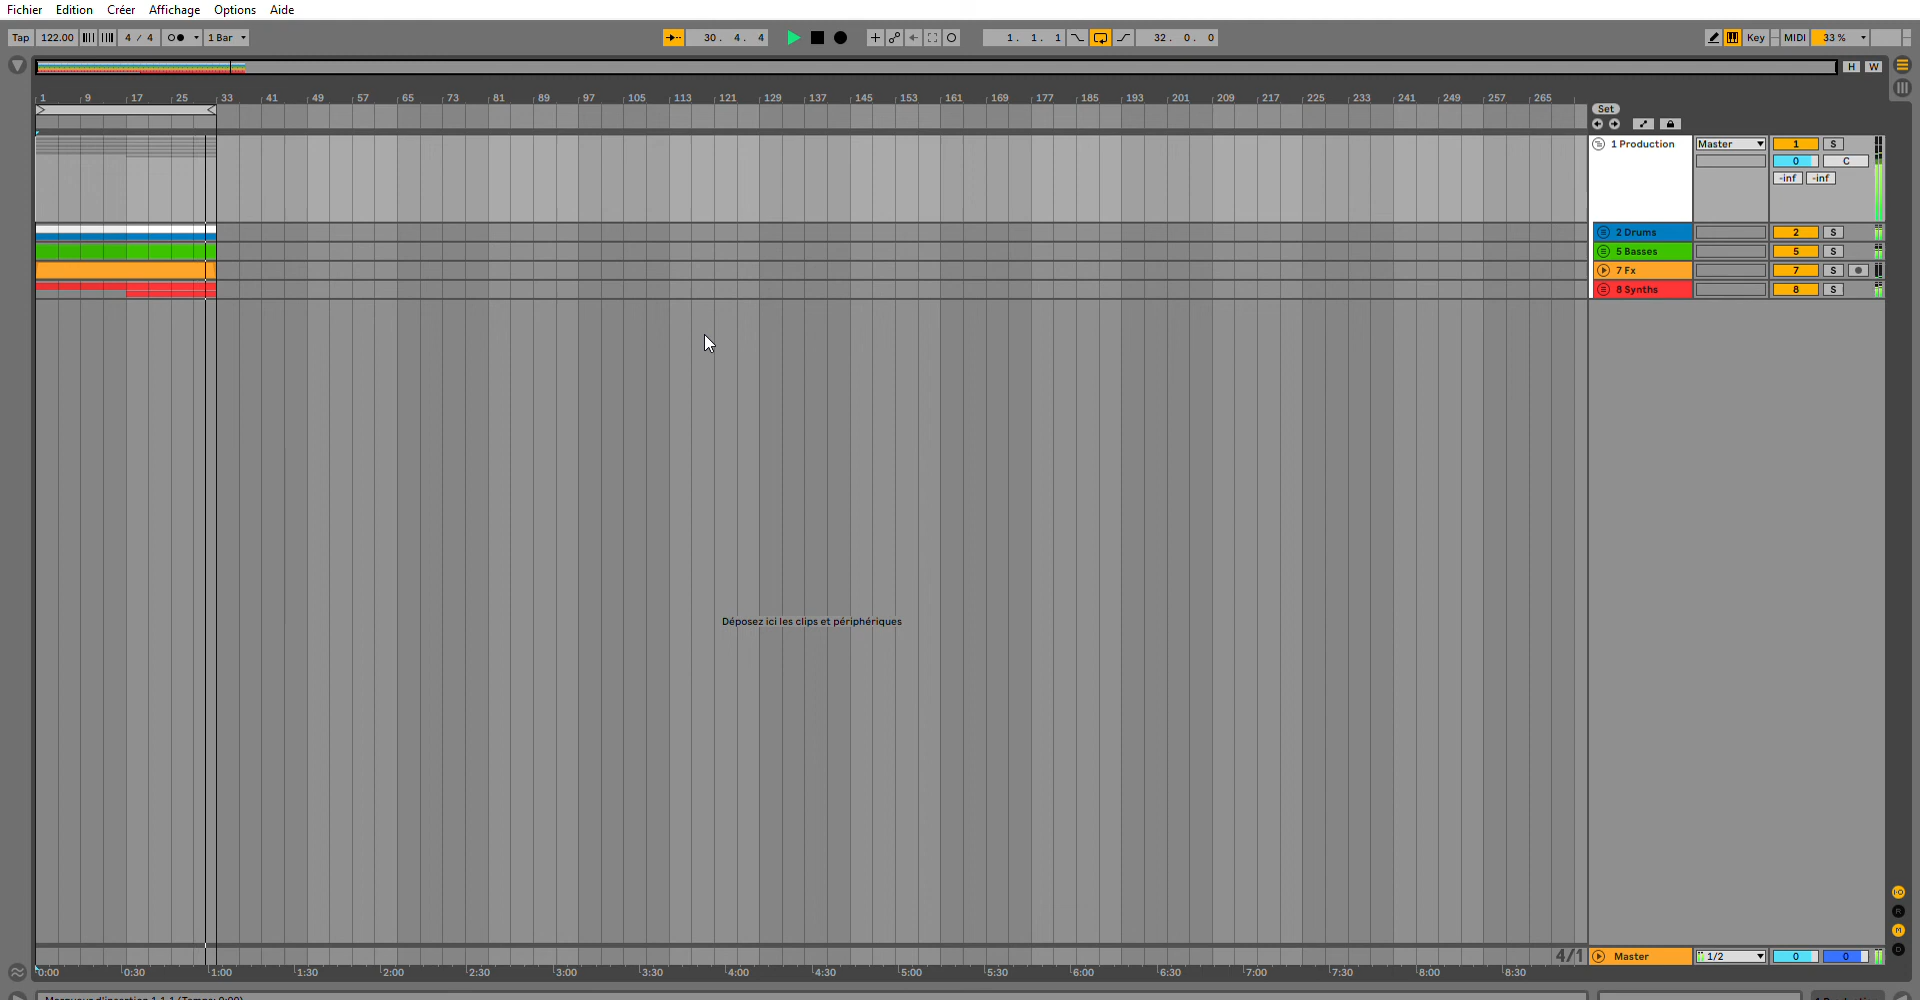 Fichier Edition Créer Affichage Options Aide
Tap 122.00 4 / 4 1 Bar 30. 4. 4 1. 1. 1 32. 0. 0 Key MIDI 33 %
H W
1 9 17 25 33 41 49 57 65 73 81 89 97 105 113 121 129 137 145 153 161 169 177 185 193 201 209 217 225 233 241 249 257 265
Set
1 Production Master 1 S
0 C
-inf -inf
2 Drums 2 S
5 Basses 5 S
7 Fx 7 S
8 Synths 8 S
Déposez ici les clips et périphériques
I·O
R
M
D
4/1 Master 1/2 0 0
0:00 0:30 1:00 1:30 2:00 2:30 3:00 3:30 4:00 4:30 5:00 5:30 6:00 6:30 7:00 7:30 8:00 8:30